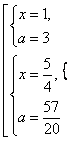 x = 1,
a = 3
x = 5/4, {
a = 57/20